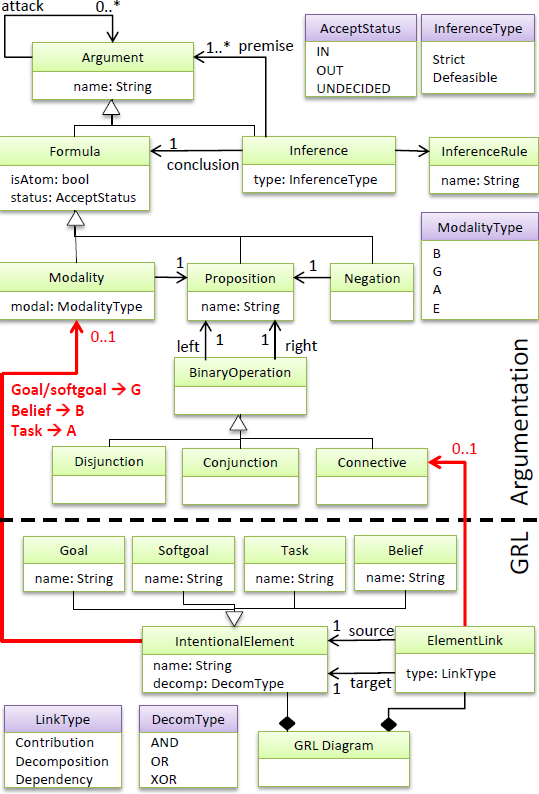 attack
0..*
Argument
name: String
1..*
premise
AcceptStatus
IN
OUT
UNDECIDED
InferenceType
Strict
Defeasible
Formula
isAtom: bool
status: AcceptStatus
1
conclusion
Inference
type: InferenceType
InferenceRule
name: String
ModalityType
B
G
A
E
Modality
modal: ModalityType
1
Proposition
name: String
1
Negation
0..1
left
1
1
right
BinaryOperation
Goal/softgoal → G
Belief → B
Task → A
Disjunction
Conjunction
Connective
0..1
Argumentation
GRL
Goal
name: String
Softgoal
name: String
Task
name: String
Belief
name: String
IntentionalElement
name: String
decomp: DecomType
1
source
1
target
ElementLink
type: LinkType
LinkType
Contribution
Decomposition
Dependency
DecomType
AND
OR
XOR
GRL Diagram